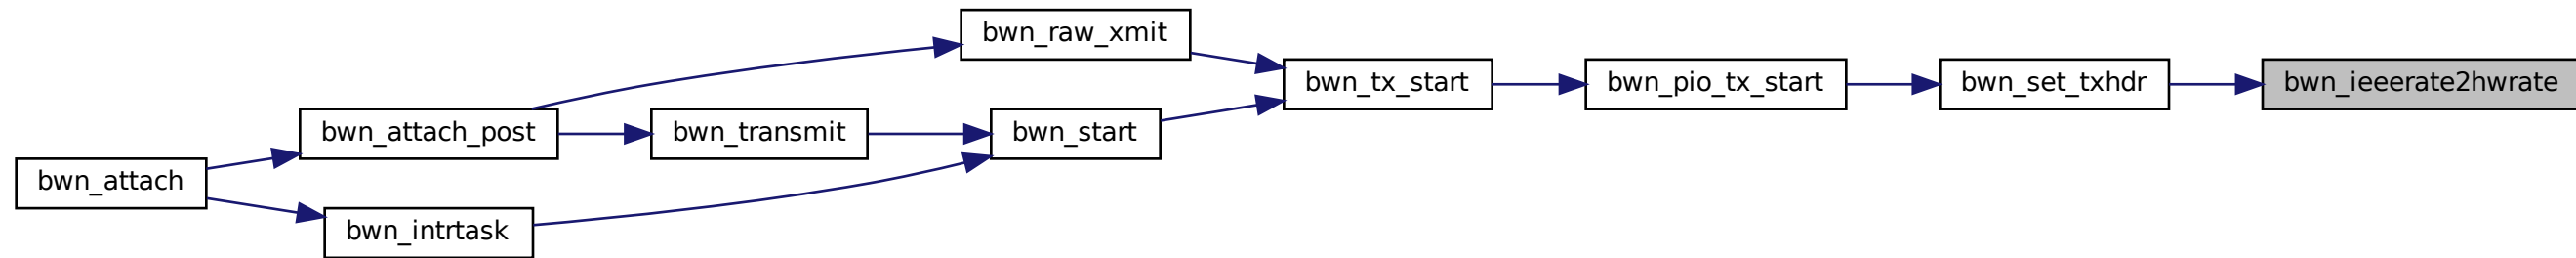 bwn_raw_xmit
bwn_tx_start
bwn_pio_tx_start
bwn_set_txhdr
bwn_ieeerate2hwrate
bwn_attach_post
bwn_transmit
bwn_start
bwn_attach
bwn_intrtask